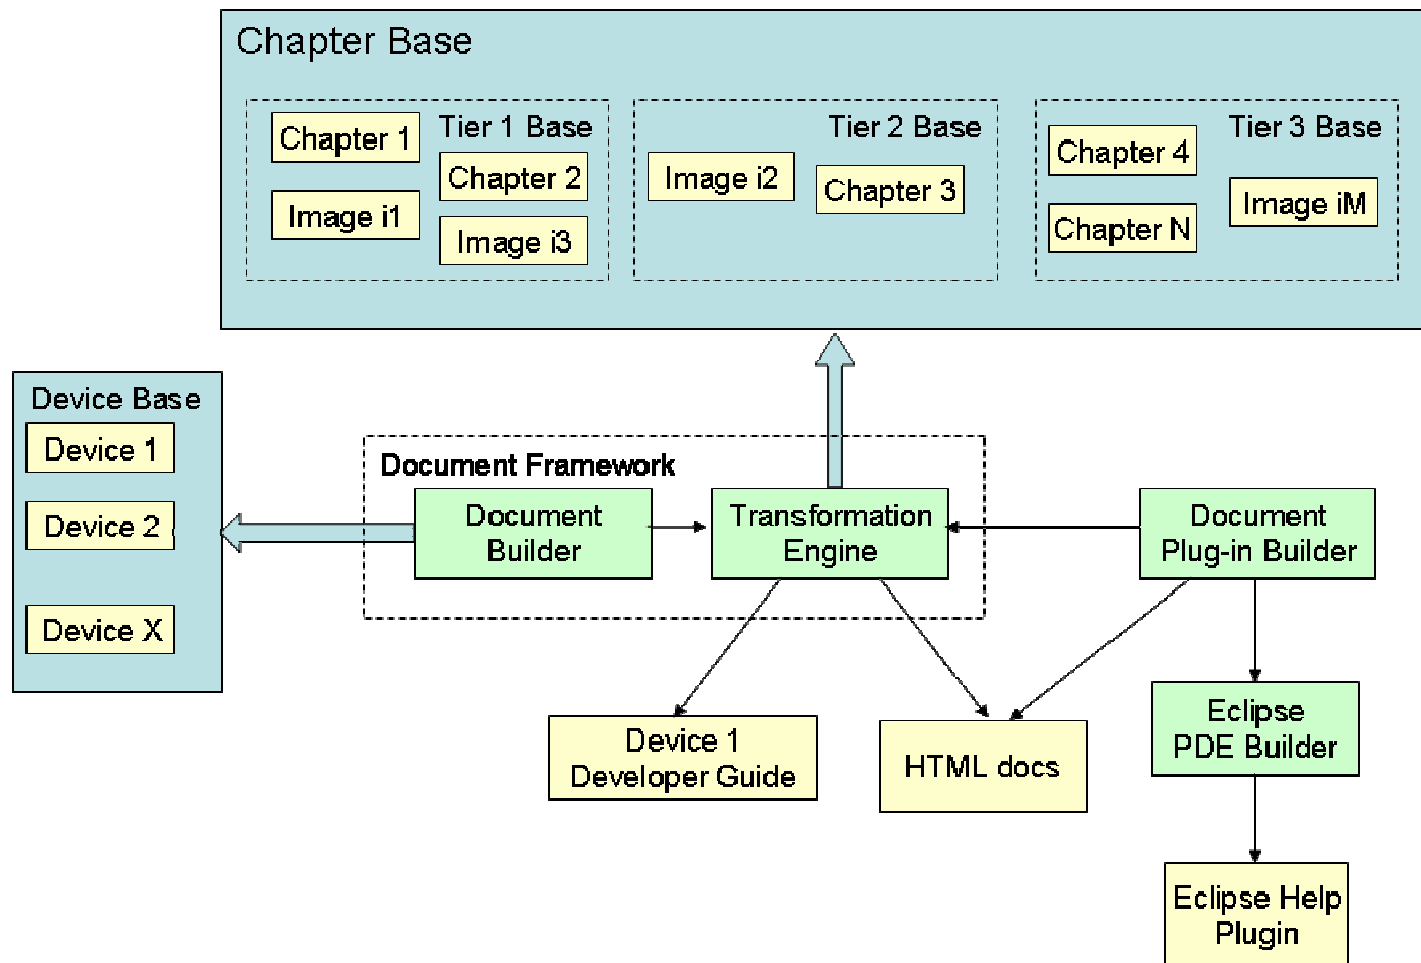 Chapter Base
Tier 1 Base
Chapter 1
Chapter 2
Image i1
Image i3
Tier 2 Base
Image i2
Chapter 3
Tier 3 Base
Chapter 4
Image iM
Chapter N
Device Base
Device 1
Device 2
Device X
Document Framework
Document
Builder
Transformation
Engine
Document
Plug-in Builder
Device 1
Developer Guide
HTML docs
Eclipse
PDE Builder
Eclipse Help
Plugin